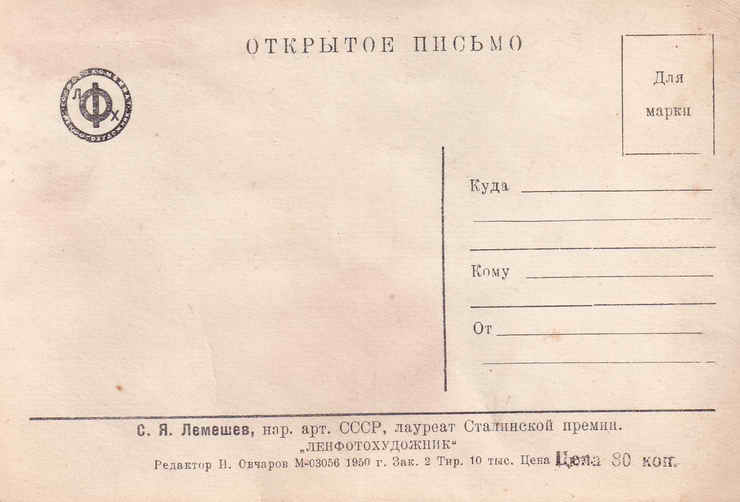 ОТКРЫТОЕ ПИСЬМО
Л Ф Х
Для
марки
Куда
Кому
От
С. Я. Лемешев, нар. арт. СССР, лауреат Сталинской премии.
„ЛЕНФОТОХУДОЖНИК“
Редактор Н. Овчаров М-03056 1950 г. Зак. 2 Тир. 10 тыс. Цена Цена 80 коп.